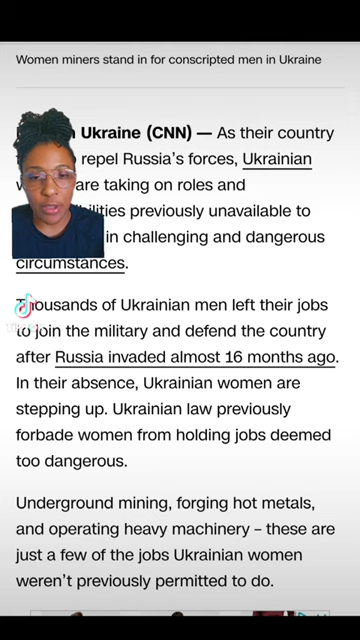 Women miners stand in for conscripted men in Ukraine
Ukraine (CNN) — As their country
repel Russia's forces, Ukrainian
are taking on roles and
previously unavailable to
in challenging and dangerous
circumstances.
Thousands of Ukrainian men left their jobs
to join the military and defend the country
after Russia invaded almost 16 months ago.
In their absence, Ukrainian women are
stepping up. Ukrainian law previously
forbade women from holding jobs deemed
too dangerous.
Underground mining, forging hot metals,
and operating heavy machinery – these are
just a few of the jobs Ukrainian women
weren't previously permitted to do.